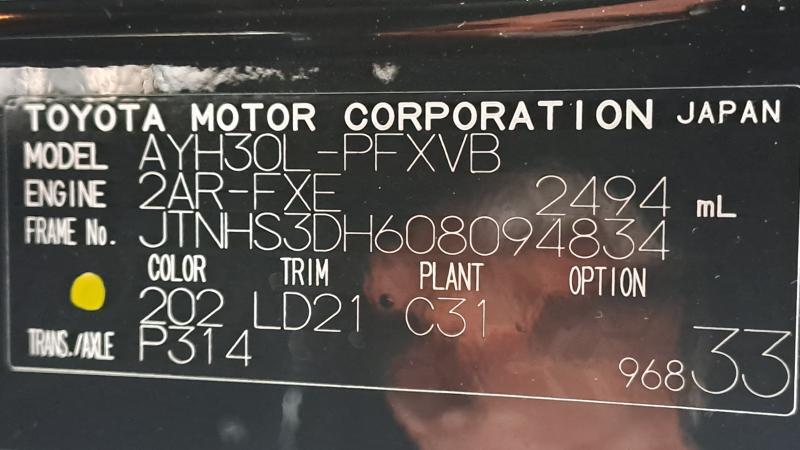 TOYOTA MOTOR CORPORATION JAPAN
MODEL AYH30L-PFXVB
ENGINE 2AR-FXE 2494 mL
FRAME No. JTNHS3DH608094834
COLOR TRIM PLANT OPTION
202 LD21 C31
TRANS./AXLE P314
96833